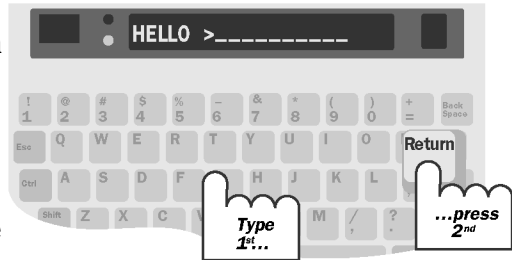 HELLO >__________
! @ # $ % – & * ( ) +
1 2 3 4 5 6 7 8 9 0 = Back Space
Esc Q W E R T Y U I O Return
Ctrl A S D F H J K L
Shift Z X C M / , ?
Type 1st...
...press 2nd